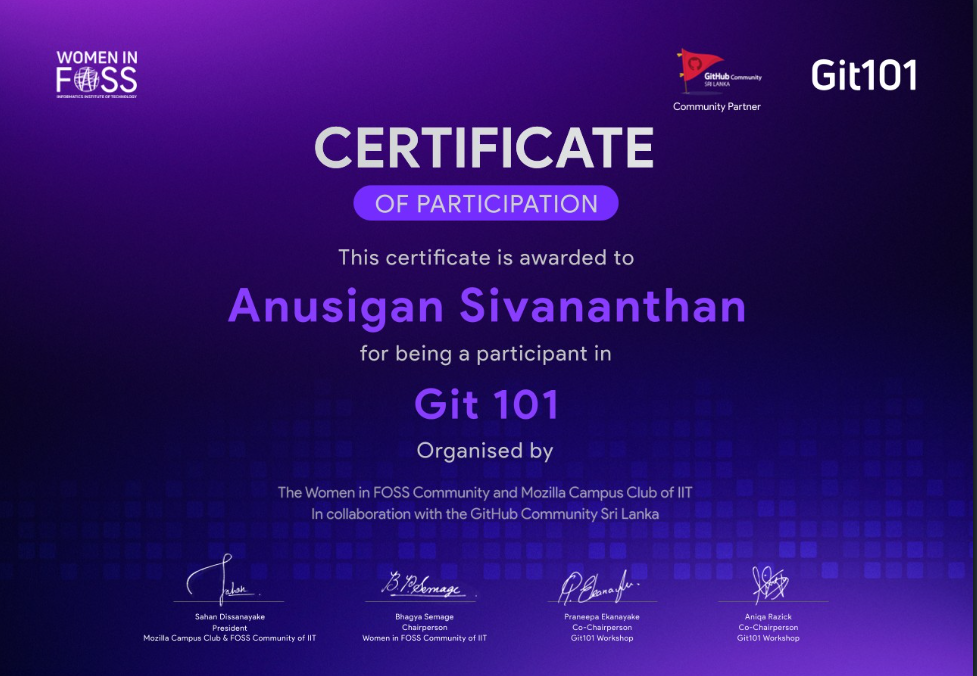 WOMEN IN
FOSS
INFORMATICS INSTITUTE OF TECHNOLOGY
GitHub Community
SRI LANKA
Community Partner
Git101
CERTIFICATE
OF PARTICIPATION
This certificate is awarded to
Anusigan Sivananthan
for being a participant in
Git 101
Organised by
The Women in FOSS Community and Mozilla Campus Club of IIT
In collaboration with the GitHub Community Sri Lanka
B.P.Semage
Sahan Dissanayake
President
Mozilla Campus Club & FOSS Community of IIT
Bhagya Semage
Chairperson
Women in FOSS Community of IIT
Praneepa Ekanayake
Co-Chairperson
Git101 Workshop
Aniqa Razick
Co-Chairperson
Git101 Workshop